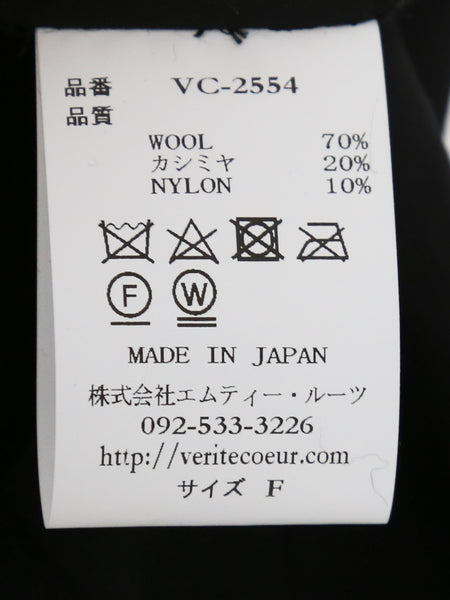 品番 VC-2554
品質
WOOL 70%
カシミヤ 20%
NYLON 10%
F W
MADE IN JAPAN
株式会社エムティー・ルーツ
092-533-3226
http://veritecoeur.com
サイズ F